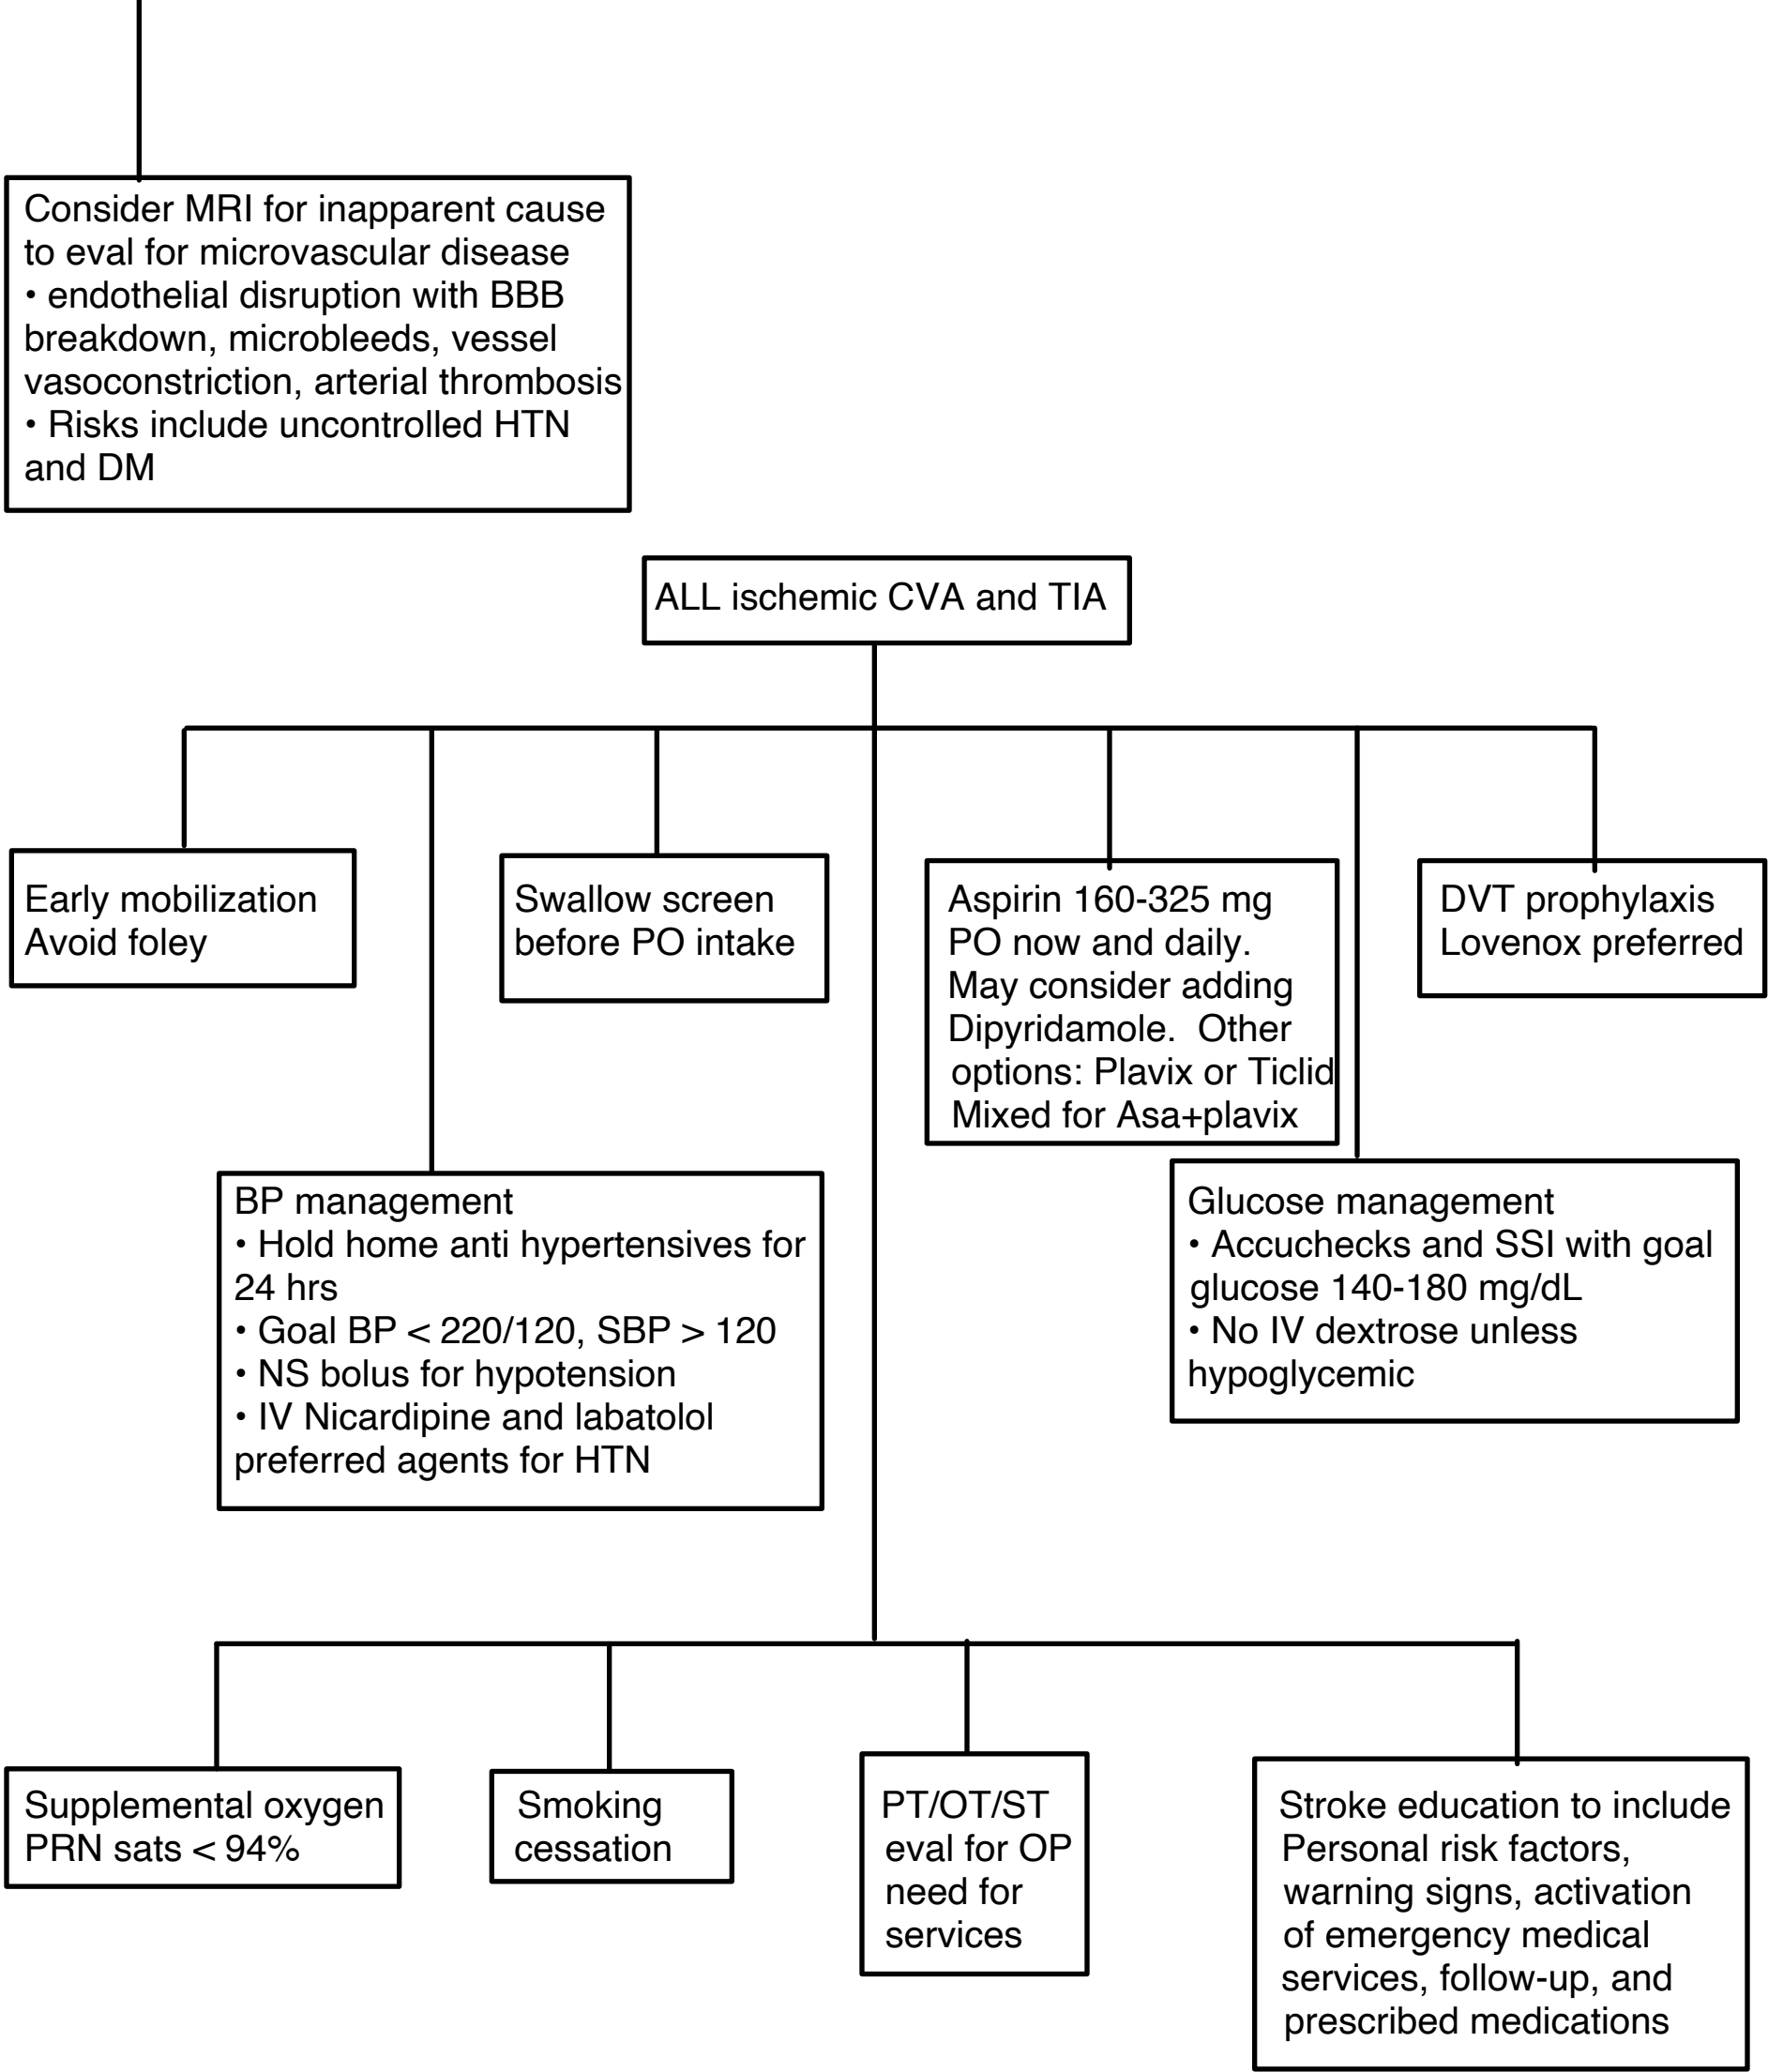 Consider MRI for inapparent cause
to eval for microvascular disease
• endothelial disruption with BBB
breakdown, microbleeds, vessel
vasoconstriction, arterial thrombosis
• Risks include uncontrolled HTN
and DM
ALL ischemic CVA and TIA
Early mobilization
Avoid foley
Swallow screen
before PO intake
Aspirin 160-325 mg
PO now and daily.
May consider adding
Dipyridamole.  Other
options: Plavix or Ticlid
Mixed for Asa+plavix
DVT prophylaxis
Lovenox preferred
BP management
• Hold home anti hypertensives for
24 hrs
• Goal BP < 220/120, SBP > 120
• NS bolus for hypotension
• IV Nicardipine and labatolol
preferred agents for HTN
Glucose management
• Accuchecks and SSI with goal
glucose 140-180 mg/dL
• No IV dextrose unless
hypoglycemic
Supplemental oxygen
PRN sats < 94%
Smoking
cessation
PT/OT/ST
eval for OP
need for
services
Stroke education to include
Personal risk factors,
warning signs, activation
of emergency medical
services, follow-up, and
prescribed medications